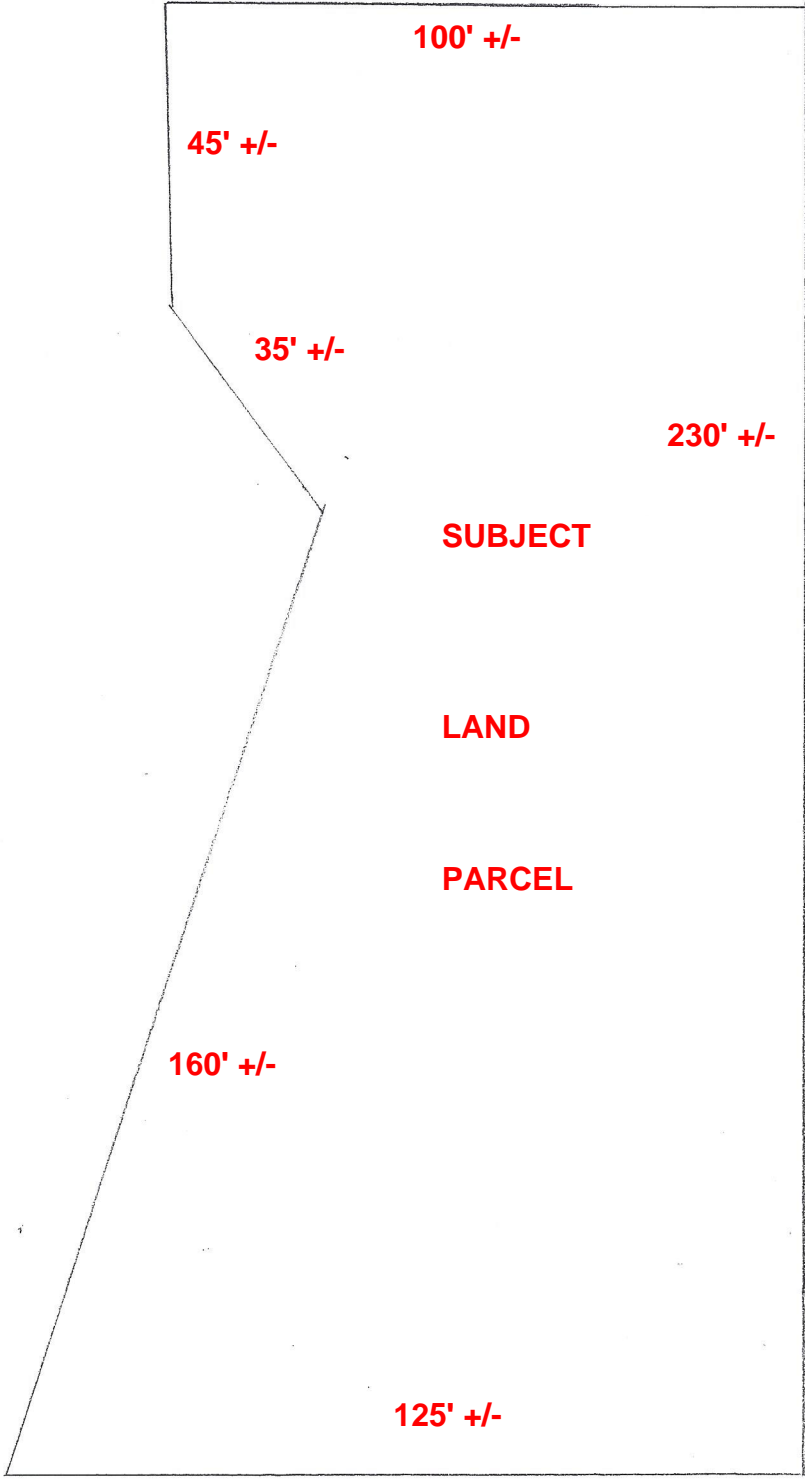 100' +/-
45' +/-
35' +/-
230' +/-
SUBJECT
LAND
PARCEL
160' +/-
125' +/-